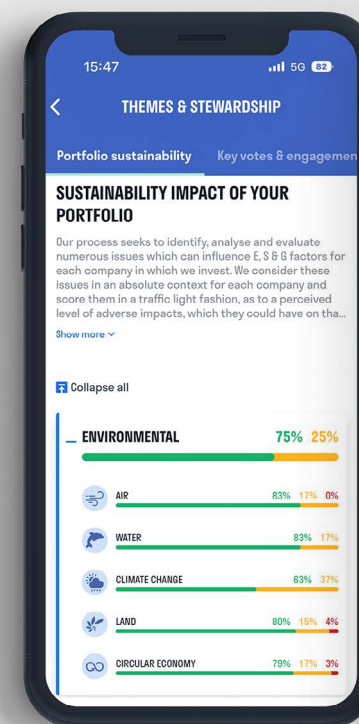 15:47 5G 82
THEMES & STEWARDSHIP
Portfolio sustainability Key votes & engagemen
SUSTAINABILITY IMPACT OF YOUR
PORTFOLIO
Our process seeks to identify, analyse and evaluate
numerous issues which can influence E, S & G factors for
each company in which we invest. We consider these
issues in an absolute context for each company and
score them in a traffic light fashion, as to a perceived
level of adverse impacts, which they could have on tha...
Show more
Collapse all
ENVIRONMENTAL 75% 25%
AIR 83% 17% 0%
WATER 83% 17%
CLIMATE CHANGE 63% 37%
LAND 80% 15% 4%
CIRCULAR ECONOMY 79% 17% 3%